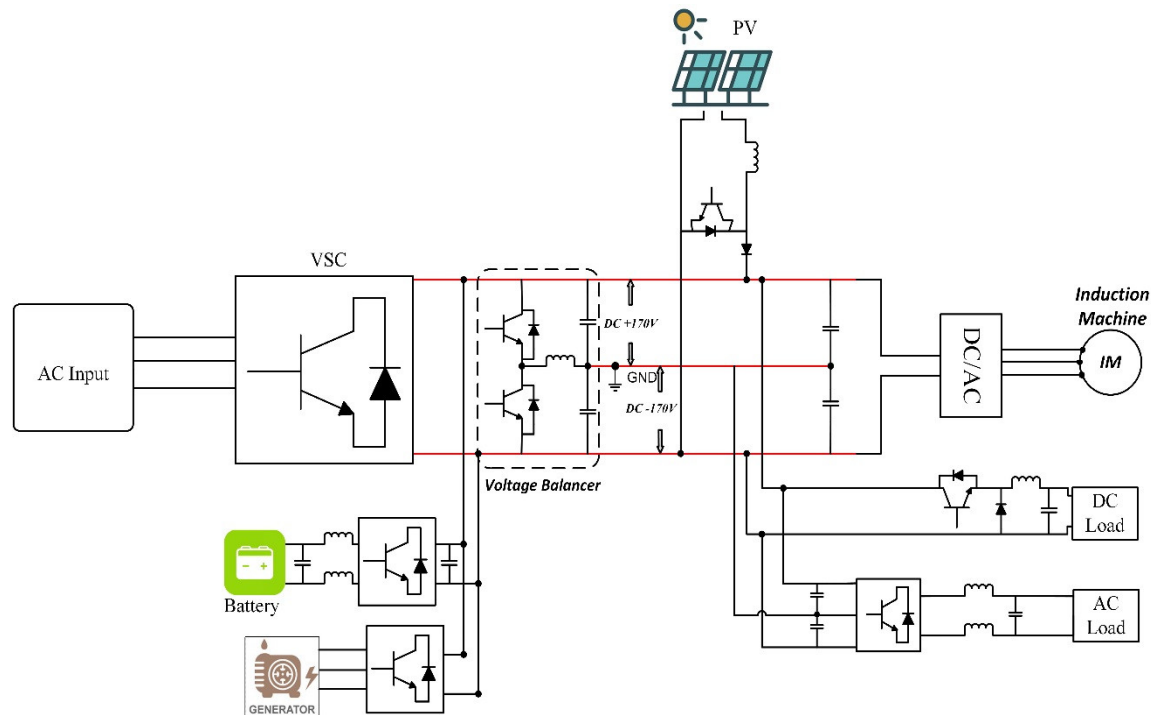 PV
VSC
AC Input
DC +170V
GND
DC -170V
Voltage Balancer
Induction
Machine
DC/AC
IM
DC
Load
AC
Load
Battery
GENERATOR